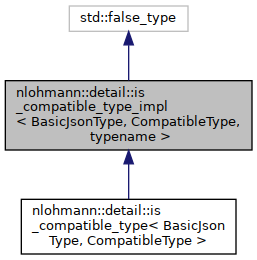 std::false_type
nlohmann::detail::is
_compatible_type_impl
< BasicJsonType, CompatibleType,
typename >
nlohmann::detail::is
_compatible_type< BasicJson
Type, CompatibleType >